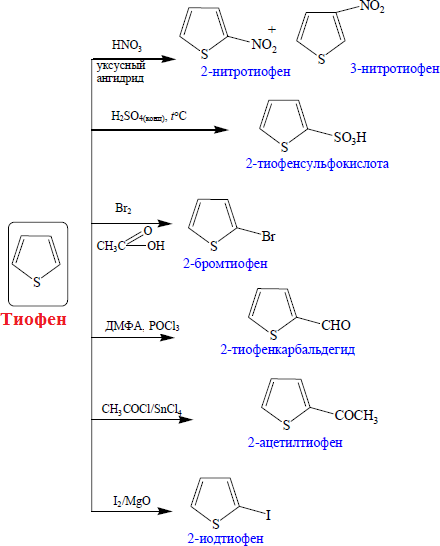 HNO3
уксусный
ангидрид
S
NO2
+
S
NO2
2-нитротиофен
3-нитротиофен
H2SO4(конц), t°C
S
SO3H
2-тиофенсульфокислота
Br2
CH3C
O
OH
S
Br
2-бромтиофен
S
Тиофен
ДМФА, POCl3
S
CHO
2-тиофенкарбальдегид
CH3COCl/SnCl4
S
COCH3
2-ацетилтиофен
I2/MgO
S
I
2-иодтиофен